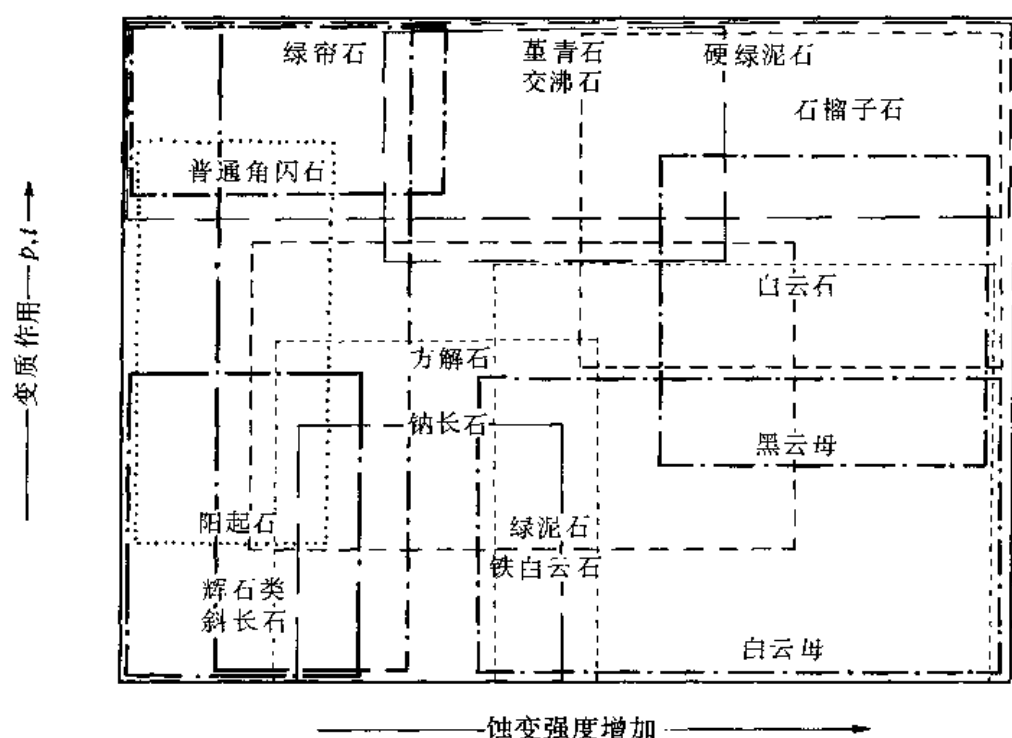 绿帘石
堇青石
交沸石
硬绿泥石
石榴子石
普通角闪石
变质作用 p,t
白云石
方解石
钠长石
黑云母
阳起石
绿泥石
铁白云石
辉石类
斜长石
白云母
蚀变强度增加